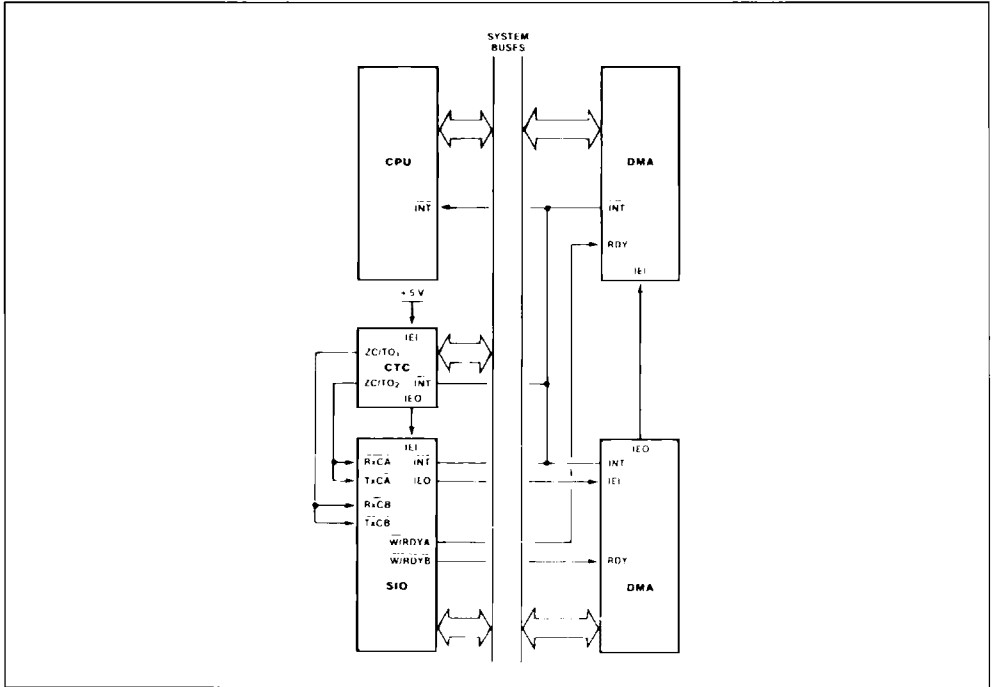 SYSTEM
BUSES
CPU
INT
DMA
INT
RDY
IEI
+5V
IEI
ZC/TO1
CTC
ZC/TO2
INT
IEO
IEI
RxCA
INT
TxCA
IEO
RxCB
TxCB
W/RDYA
W/RDYB
SIO
IEO
INT
IEI
RDY
DMA